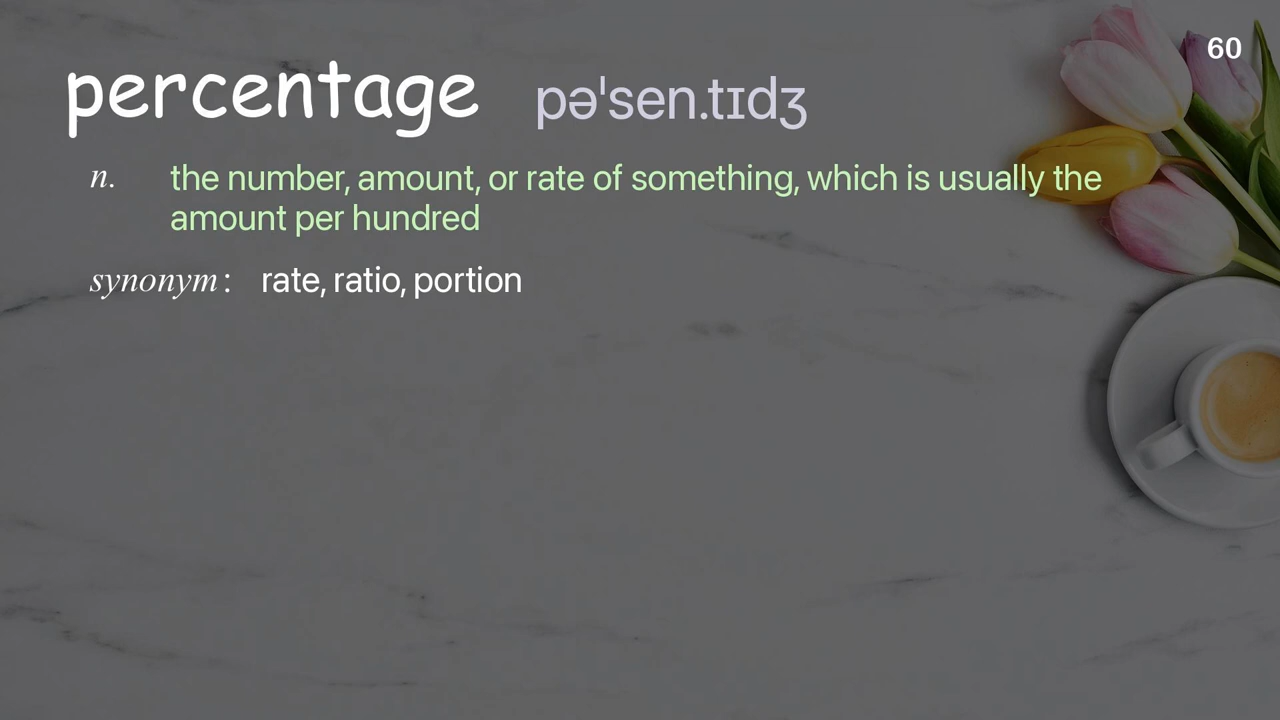 60
percentage pəˈsen.tɪdʒ
n. the number, amount, or rate of something, which is usually the
amount per hundred
synonym: rate, ratio, portion